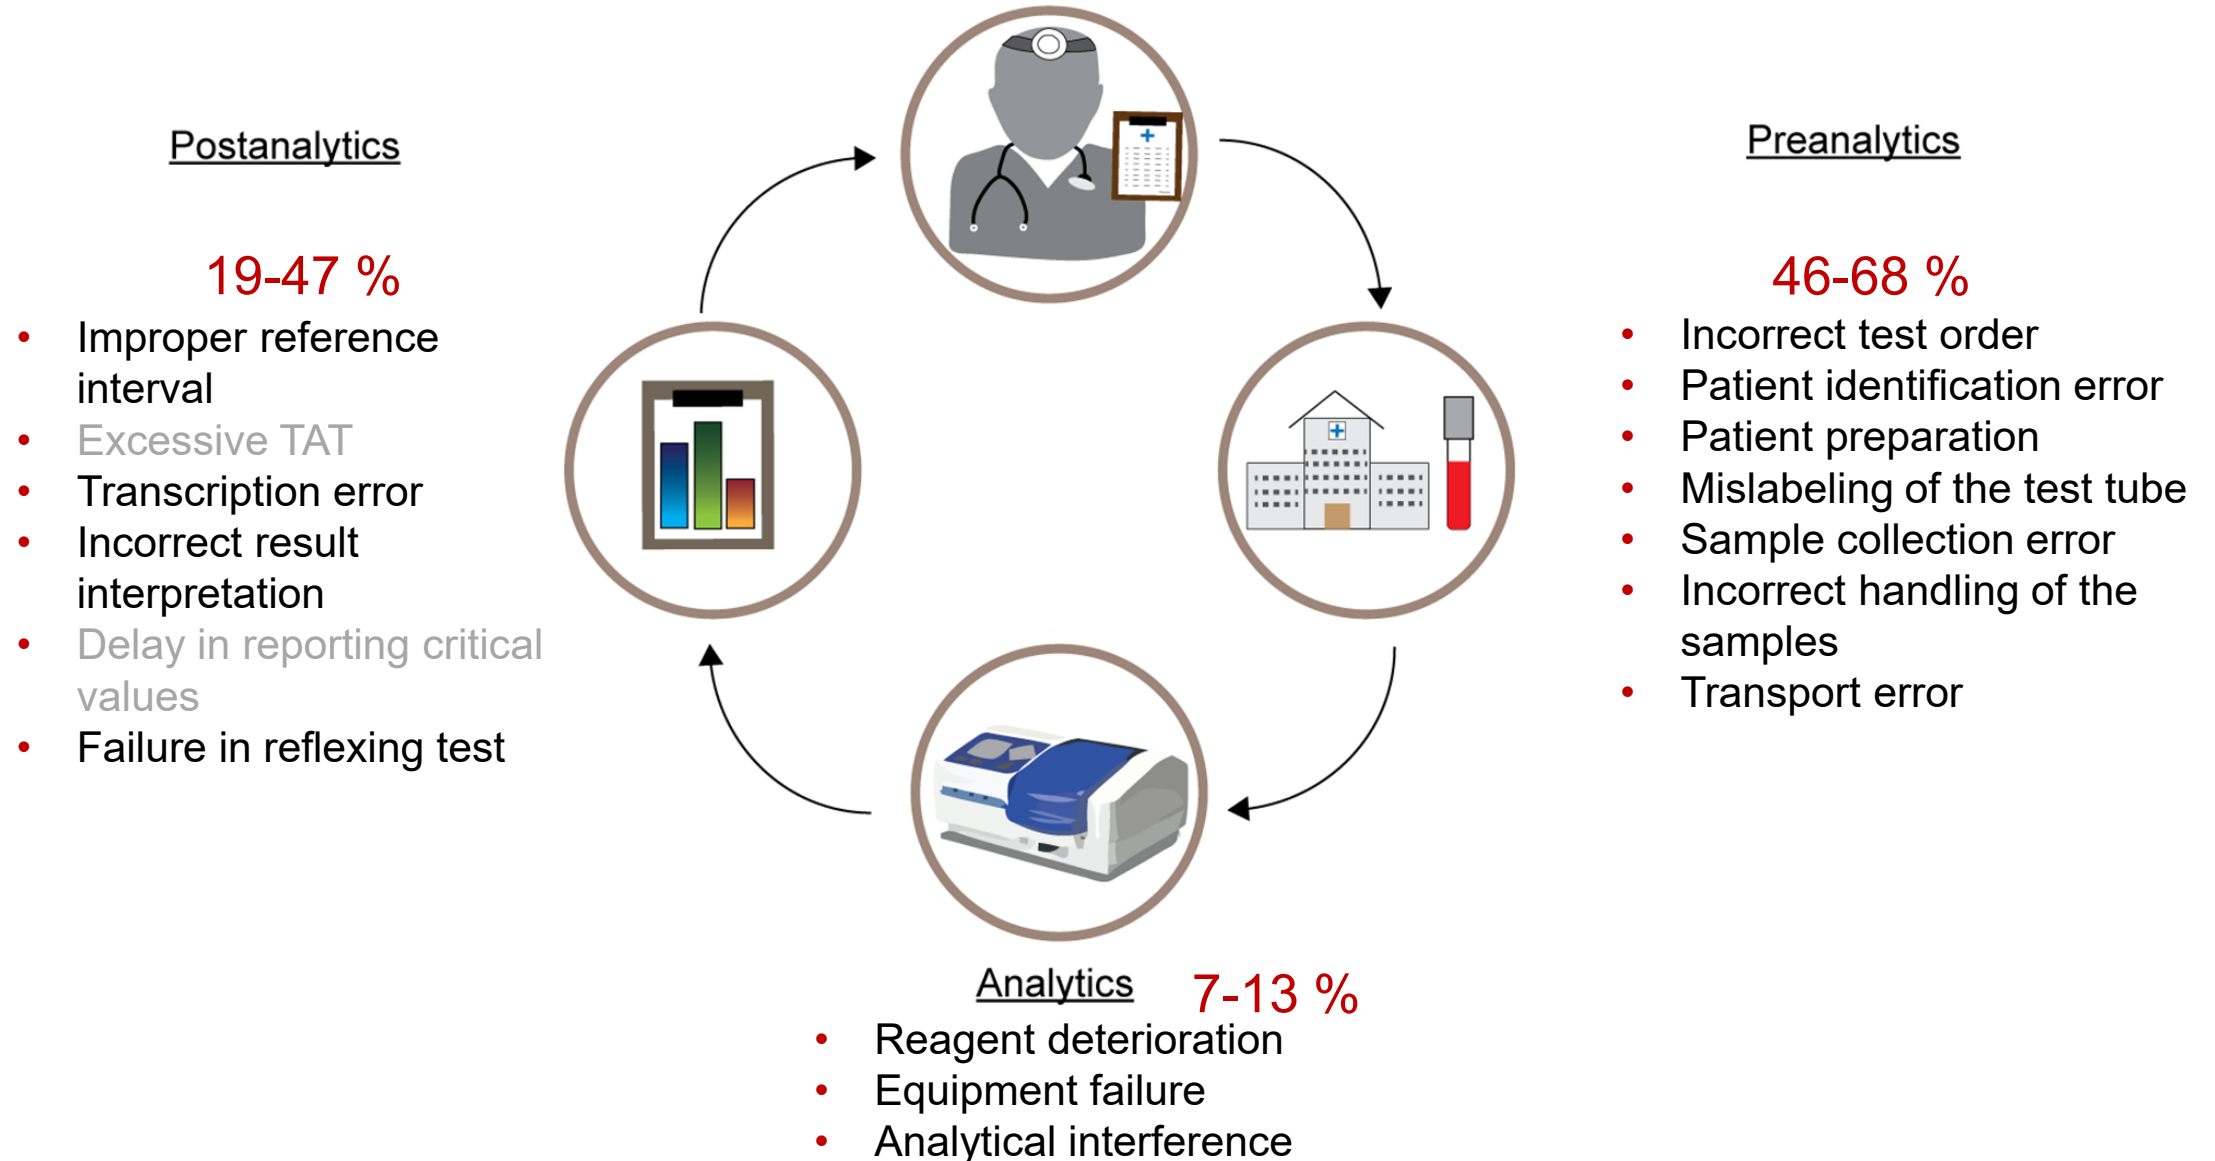 Postanalytics
19-47 %
• Improper reference
interval
• Excessive TAT
• Transcription error
• Incorrect result
interpretation
• Delay in reporting critical
values
• Failure in reflexing test
Preanalytics
46-68 %
• Incorrect test order
• Patient identification error
• Patient preparation
• Mislabeling of the test tube
• Sample collection error
• Incorrect handling of the
samples
• Transport error
Analytics 7-13 %
• Reagent deterioration
• Equipment failure
• Analytical interference